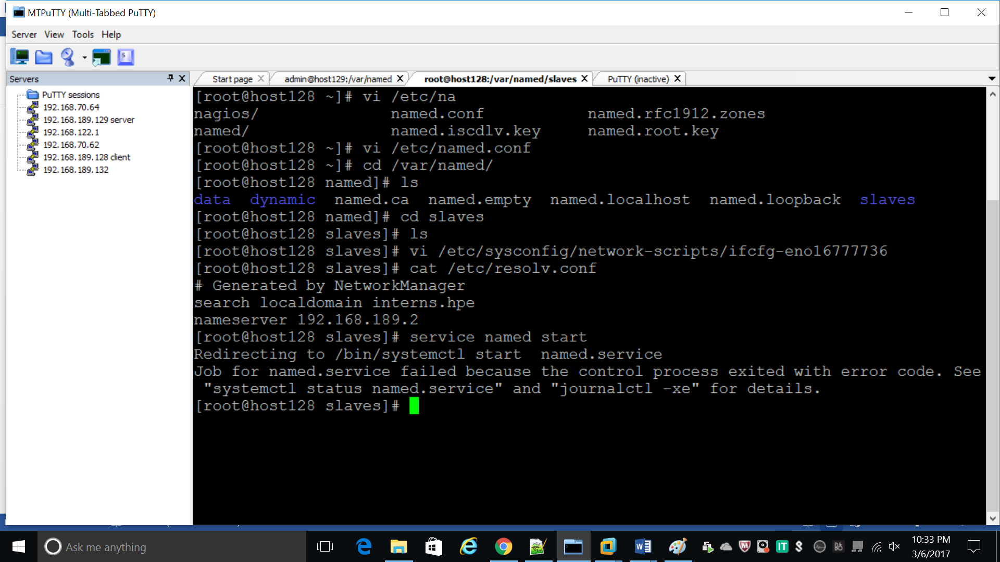 MTPuTTY (Multi-Tabbed PuTTY)
Server View Tools Help
Servers
PuTTY sessions
192.168.70.64
192.168.189.129 server
192.168.122.1
192.168.70.62
192.168.189.128 client
192.168.189.132
Start page admin@host129:/var/named root@host128:/var/named/slaves PuTTY (inactive)
[root@host128 ~]# vi /etc/na
nagios/ named.conf named.rfc1912.zones
named/ named.iscdlv.key named.root.key
[root@host128 ~]# vi /etc/named.conf
[root@host128 ~]# cd /var/named/
[root@host128 named]# ls
data dynamic named.ca named.empty named.localhost named.loopback slaves
[root@host128 named]# cd slaves
[root@host128 slaves]# ls
[root@host128 slaves]# vi /etc/sysconfig/network-scripts/ifcfg-eno16777736
[root@host128 slaves]# cat /etc/resolv.conf
# Generated by NetworkManager
search localdomain interns.hpe
nameserver 192.168.189.2
[root@host128 slaves]# service named start
Redirecting to /bin/systemctl start  named.service
Job for named.service failed because the control process exited with error code. See
"systemctl status named.service" and "journalctl -xe" for details.
[root@host128 slaves]#
Ask me anything
10:33 PM
3/6/2017